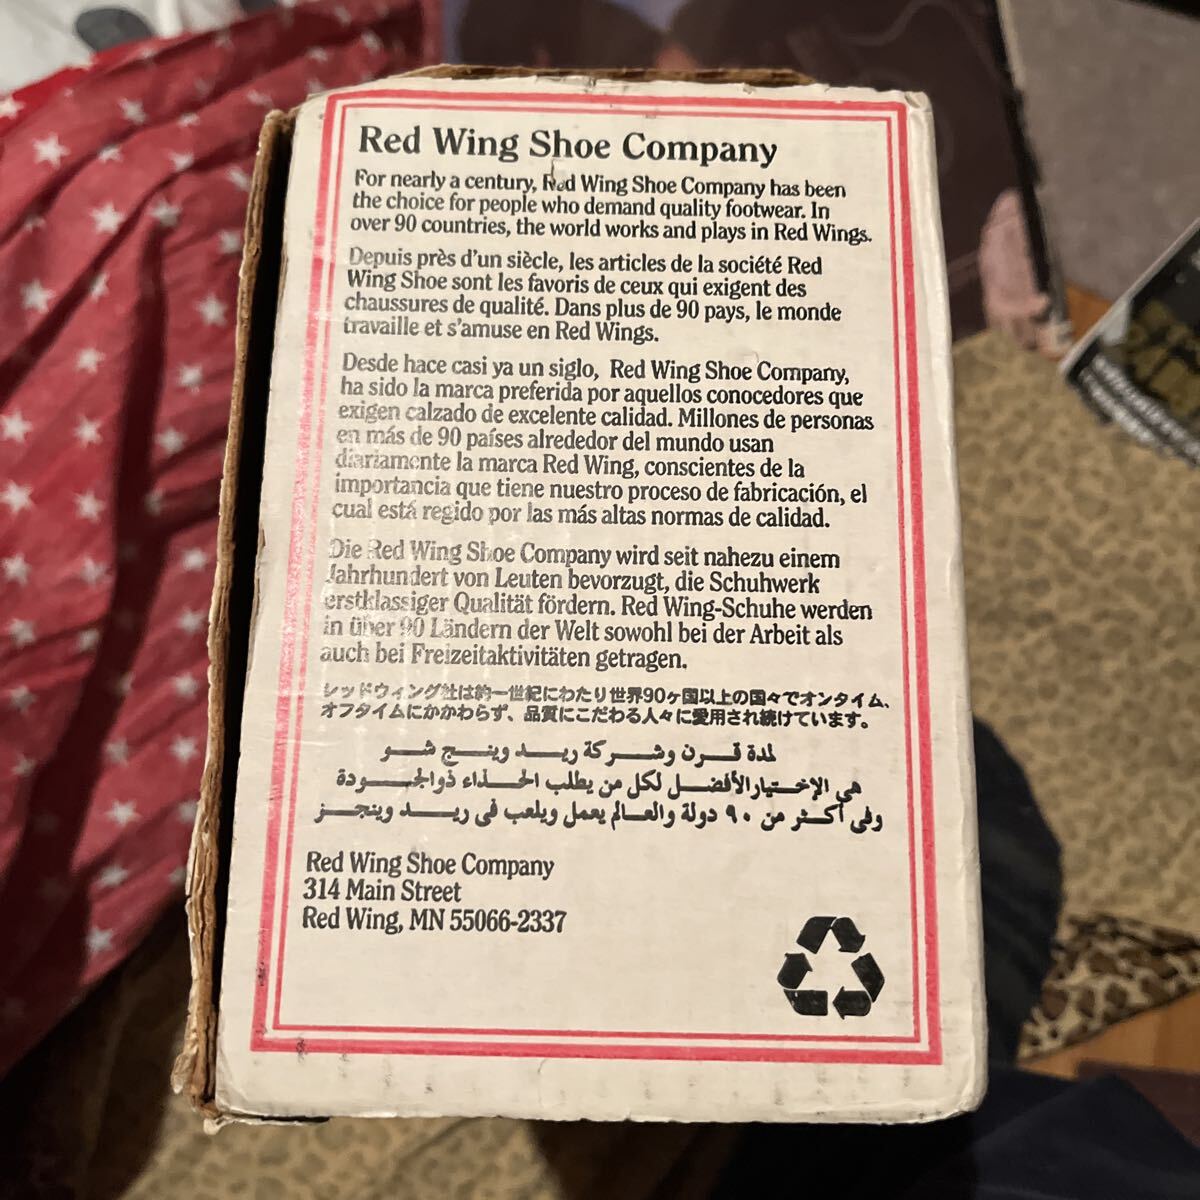 Red Wing Shoe Company
For nearly a century, Red Wing Shoe Company has been
the choice for people who demand quality footwear. In
over 90 countries, the world works and plays in Red Wings.
Depuis près d'un siècle, les articles de la société Red
Wing Shoe sont les favoris de ceux qui exigent des
chaussures de qualité. Dans plus de 90 pays, le monde
travaille et s'amuse en Red Wings.
Desde hace casi ya un siglo, Red Wing Shoe Company,
ha sido la marca preferida por aquellos conocedores que
exigen calzado de excelente calidad. Millones de personas
en más de 90 países alrededor del mundo usan
diariamente la marca Red Wing, conscientes de la
importancia que tiene nuestro proceso de fabricación, el
cual está regido por las más altas normas de calidad.
Die Red Wing Shoe Company wird seit nahezu einem
Jahrhundert von Leuten bevorzugt, die Schuhwerk
erstklassiger Qualität fördern. Red Wing-Schuhe werden
in über 90 Ländern der Welt sowohl bei der Arbeit als
auch bei Freizeitaktivitäten getragen.
レッドウィング社は約一世紀にわたり世界90ヶ国以上の国々でオンタイム、
オフタイムにかかわらず、品質にこだわる人々に愛用され続けています。
لمدة قرن وشركة ريد وينج شو
هي الإختيار الأفضل لكل من يطلب الحذاء ذوالجودة
وفى أكثر من ٩٠ دولة والعالم يعمل ويلعب فى ريد وينجز
Red Wing Shoe Company
314 Main Street
Red Wing, MN 55066-2337